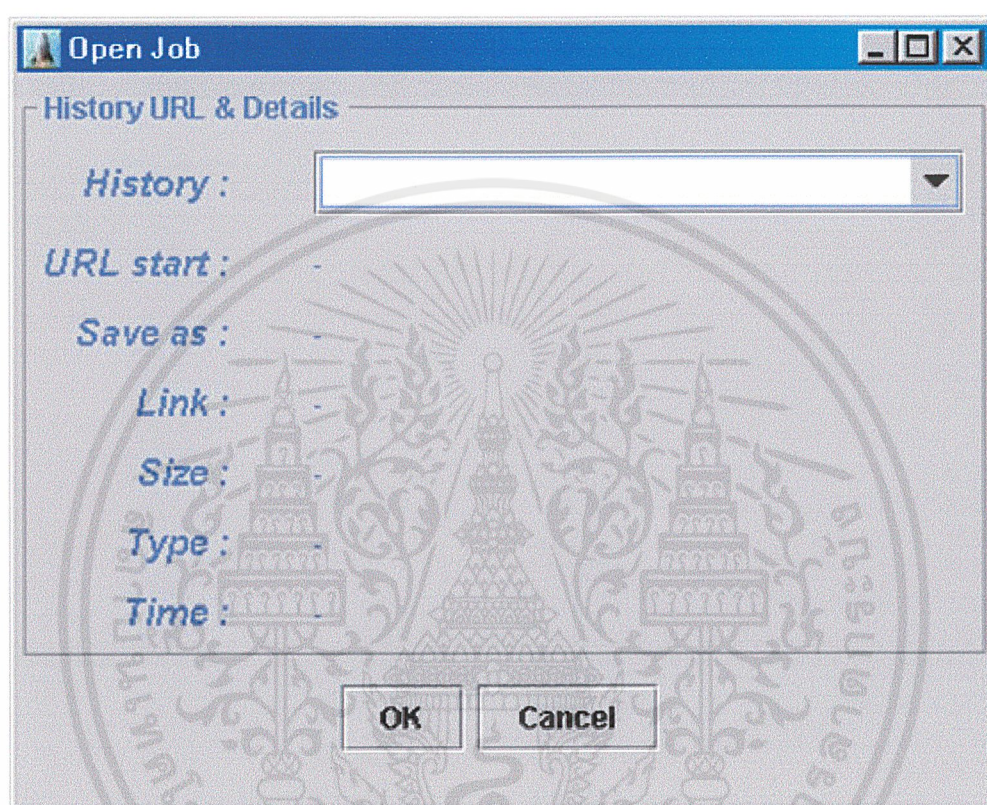 Open Job
History URL & Details
History :
URL start : -
Save as : -
Link : -
Size : -
Type : -
Time : -
OK Cancel